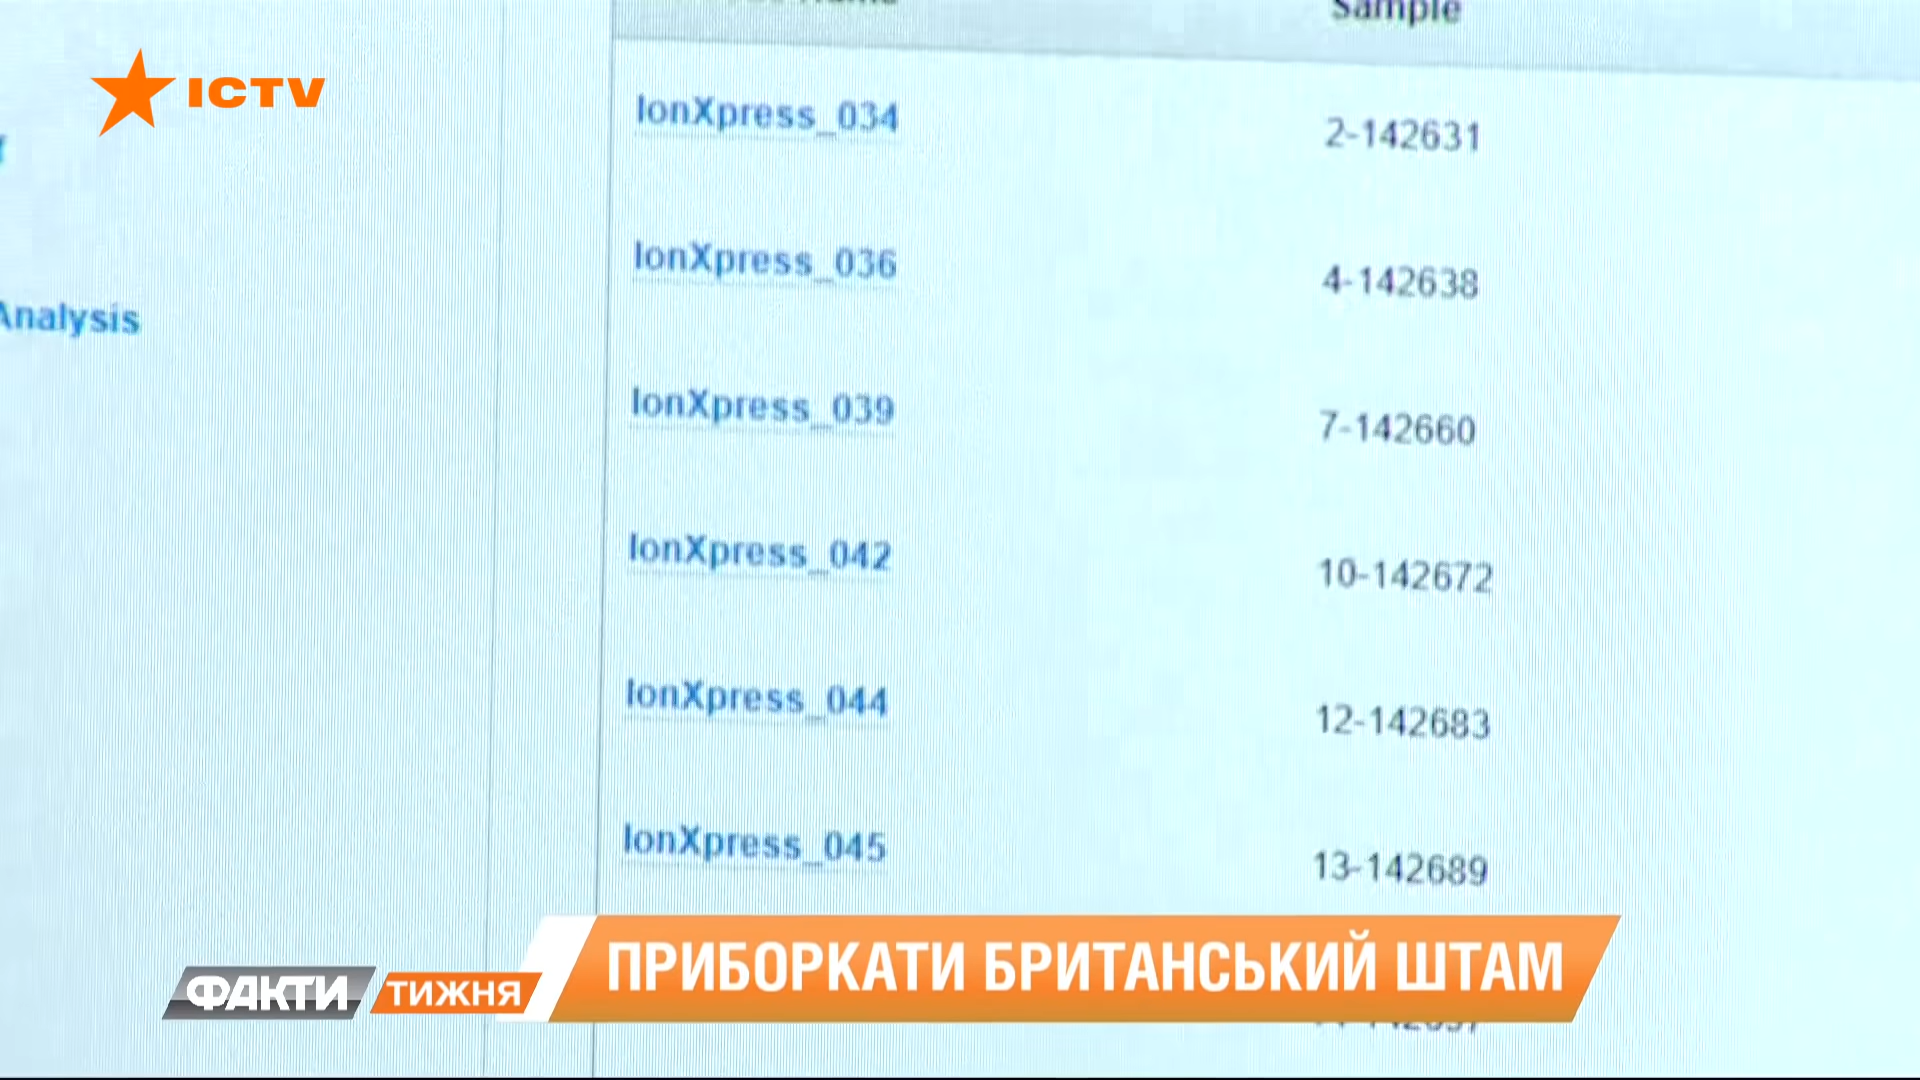 Sample
ICTV
IonXpress_034 2-142631
IonXpress_036 4-142638
Analysis
IonXpress_039 7-142660
IonXpress_042 10-142672
IonXpress_044 12-142683
IonXpress_045 13-142689
ПРИБОРКАТИ БРИТАНСЬКИЙ ШТАМ
ФАКТИ ТИЖНЯ